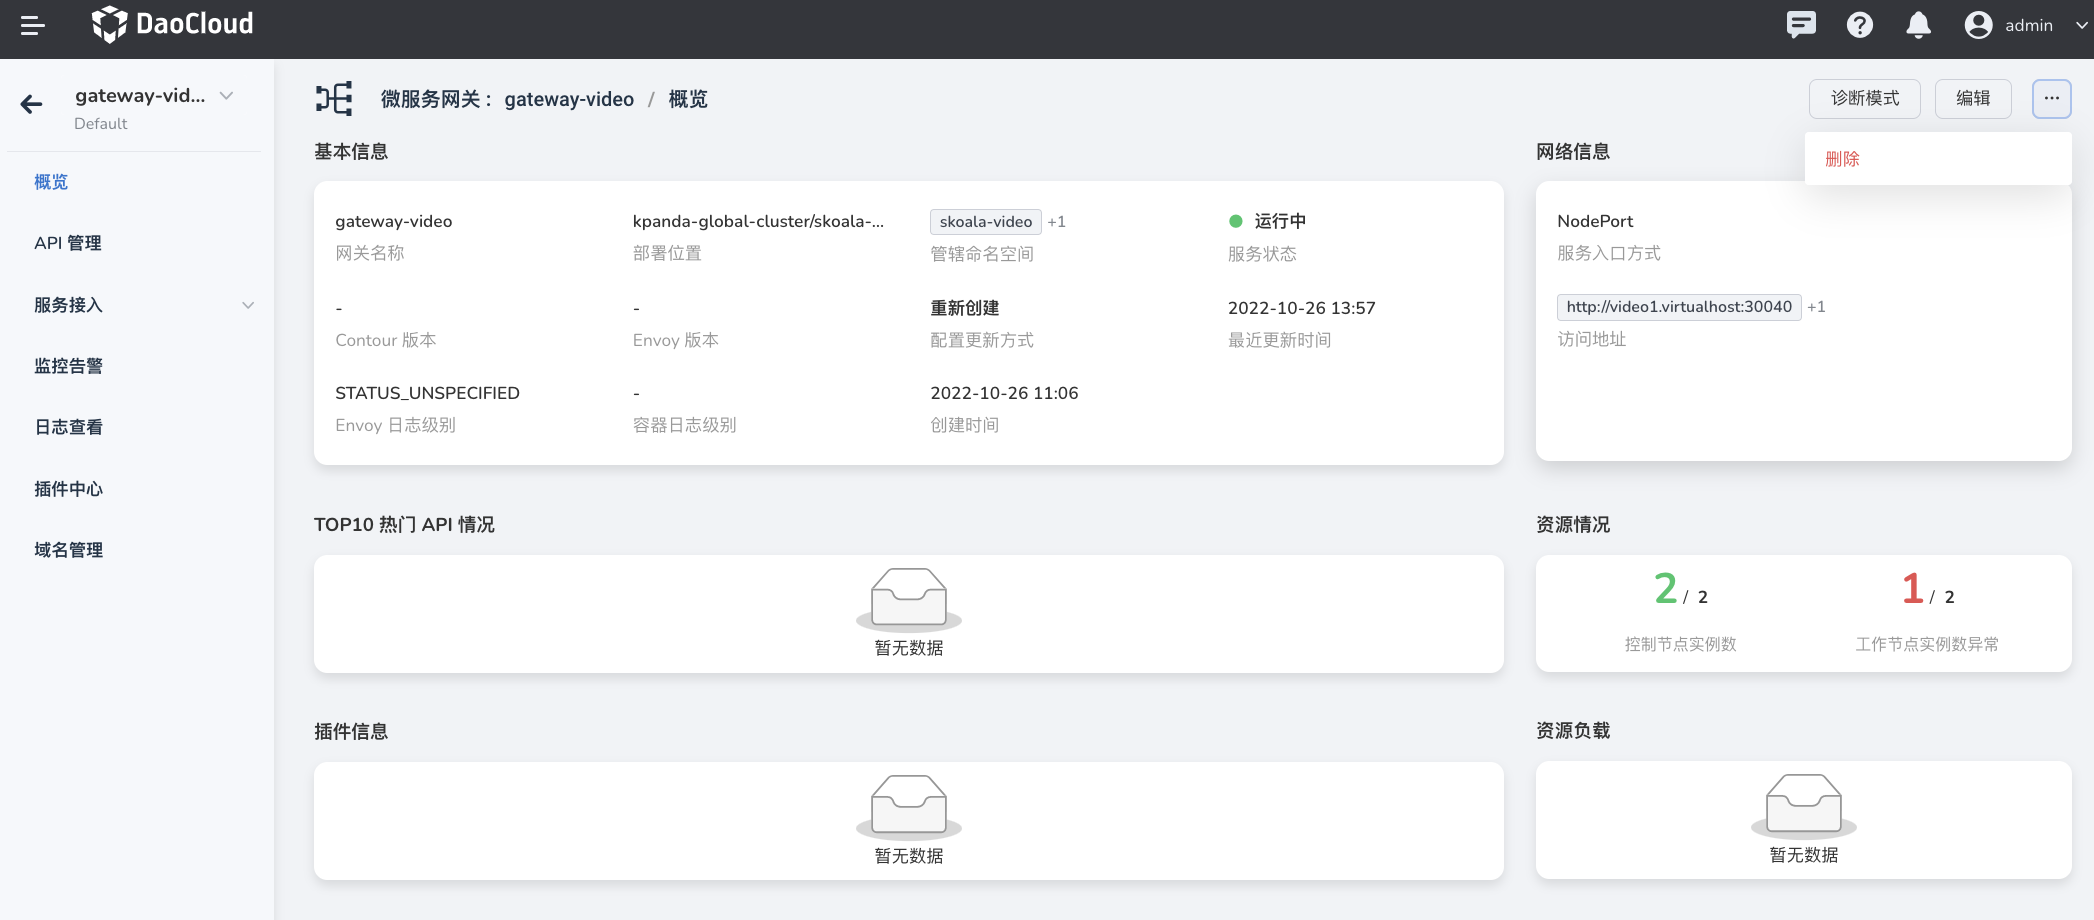 DaoCloud
admin
gateway-vid...
Default
概览
API 管理
服务接入
监控告警
日志查看
插件中心
域名管理
微服务网关： gateway-video / 概览
诊断模式
编辑
...
删除
基本信息
gateway-video
网关名称
kpanda-global-cluster/skoala-...
部署位置
skoala-video +1
管辖命名空间
运行中
服务状态
-
Contour 版本
-
Envoy 版本
重新创建
配置更新方式
2022-10-26 13:57
最近更新时间
STATUS_UNSPECIFIED
Envoy 日志级别
-
容器日志级别
2022-10-26 11:06
创建时间
网络信息
NodePort
服务入口方式
http://video1.virtualhost:30040 +1
访问地址
TOP10 热门 API 情况
暂无数据
资源情况
2 / 2
控制节点实例数
1 / 2
工作节点实例数异常
插件信息
暂无数据
资源负载
暂无数据